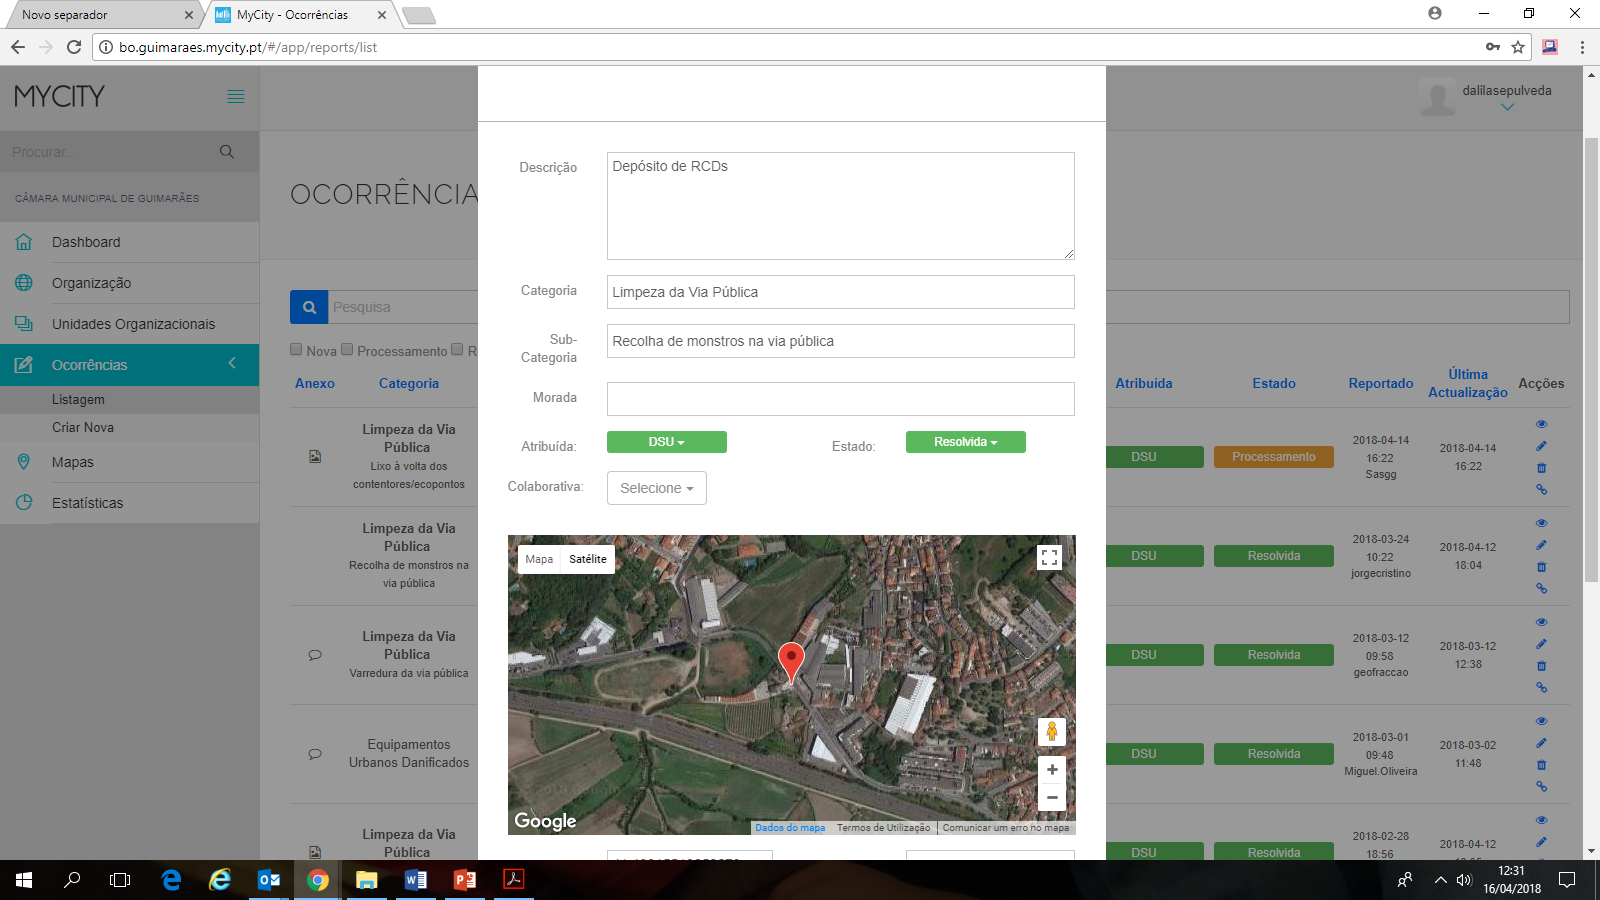 Novo separador
MyCity - Ocorrências
bo.guimaraes.mycity.pt/#/app/reports/list
MYCITY
dalilasepulveda
Procurar...
CÂMARA MUNICIPAL DE GUIMARÃES
Dashboard
Organização
Unidades Organizacionais
Ocorrências
Listagem
Criar Nova
Mapas
Estatísticas
OCORRÊNCIA
Pesquisa
Nova Processamento R
Anexo Categoria
Limpeza da Via
Pública
Lixo à volta dos
contentores/ecopontos
Limpeza da Via
Pública
Recolha de monstros na
via pública
Limpeza da Via
Pública
Varredura da via pública
Equipamentos
Urbanos Danificados
Limpeza da Via
Pública
Descrição
Depósito de RCDs
Categoria
Limpeza da Via Pública
Sub-
Categoria
Recolha de monstros na via pública
Morada
Atribuída: DSU
Estado: Resolvida
Colaborativa: Selecione
Mapa Satélite
Google
Dados do mapa Termos de Utilização Comunicar um erro no mapa
Atribuída Estado Reportado Última
Actualização Acções
DSU Processamento
2018-04-14
16:22
Sasgg
2018-04-14
16:22
DSU Resolvida
2018-03-24
10:22
jorgecristino
2018-04-12
18:04
DSU Resolvida
2018-03-12
09:58
geofraccao
2018-03-12
12:38
DSU Resolvida
2018-03-01
09:48
Miguel.Oliveira
2018-03-02
11:48
DSU Resolvida
2018-02-28
18:56
2018-04-12
12:31
16/04/2018